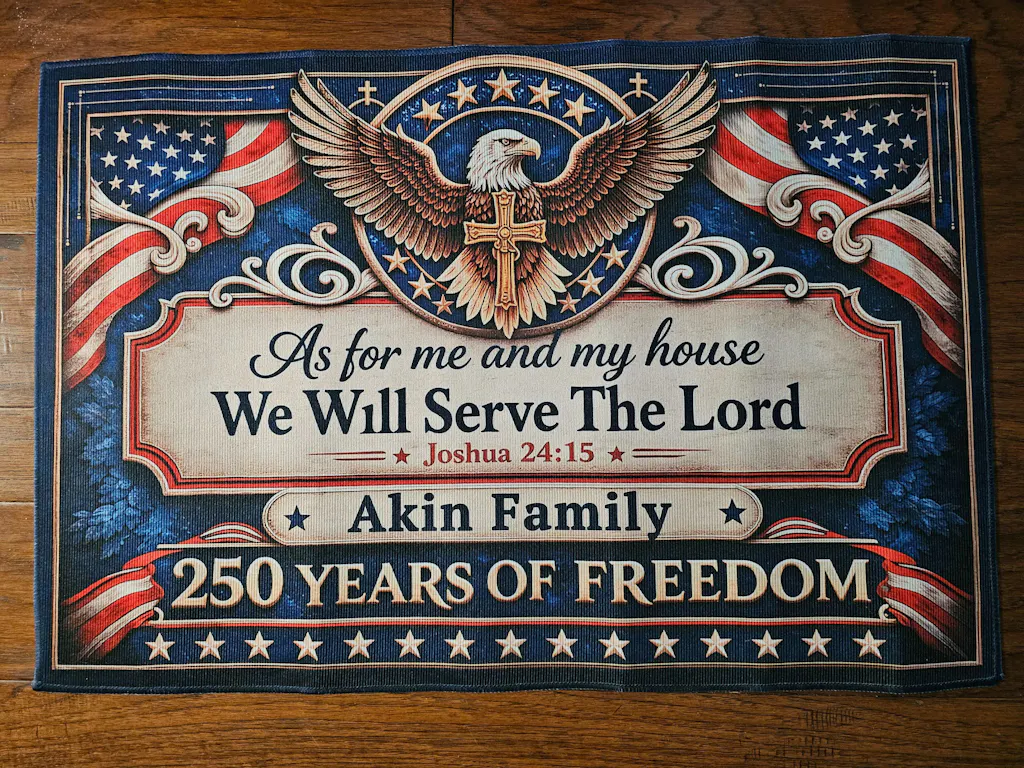 As for me and my house
We Will Serve The Lord
Joshua 24:15
Akin Family
250 YEARS OF FREEDOM